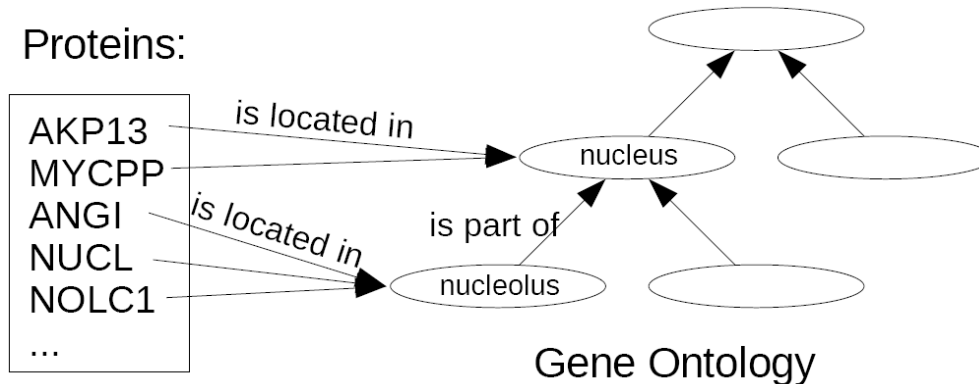 Proteins:
AKP13
MYCPP
ANGI
NUCL
NOLC1
...
is located in
is located in
nucleus
is part of
nucleolus
Gene Ontology